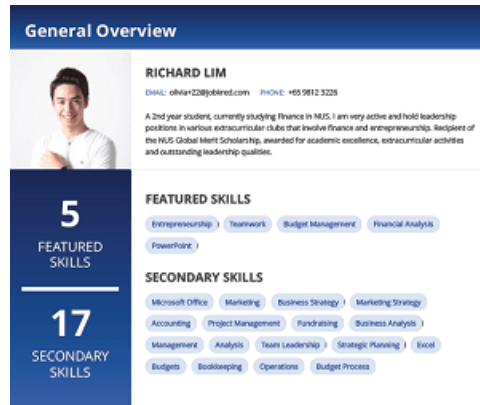 General Overview
RICHARD LIM
EMAIL: olivia+22@jobkred.com PHONE: +65 9812 3226
A 2nd year student, currently studying finance in NUS. I am very active and hold leadership
positions in various extracurricular clubs that involve finance and entrepreneurship. Recipient of
the NUS Global Merit Scholarship, awarded for academic excellence, extracurricular activities
and outstanding leadership qualities.
5
FEATURED
SKILLS
FEATURED SKILLS
Entrepreneurship Teamwork Budget Management Financial Analysis
PowerPoint
17
SECONDARY
SKILLS
SECONDARY SKILLS
Microsoft Office Marketing Business Strategy Marketing Strategy
Accounting Project Management Fundraising Business Analysis
Management Analysis Team Leadership Strategic Planning Excel
Budgets Bookkeeping Operations Budget Process